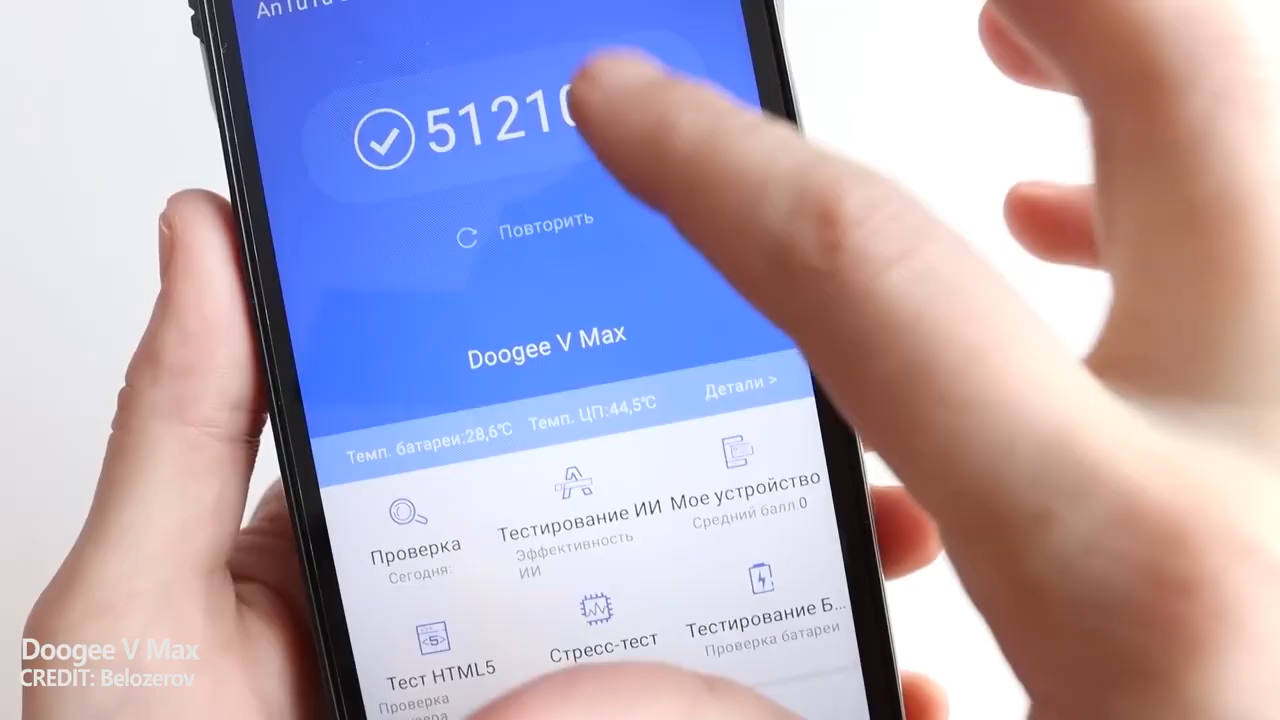 AnTuTu
51210
Повторить
Doogee V Max
Темп. батареи:28,6℃ Темп. ЦП:44,5℃ Детали >
Проверка
Сегодня:
Тестирование ИИ
Эффективность
ИИ
Мое устройство
Средний балл 0
Тест HTML5
Проверка
Стресс-тест
Тестирование Б...
Проверка батареи
Doogee V Max
CREDIT: Belozerov